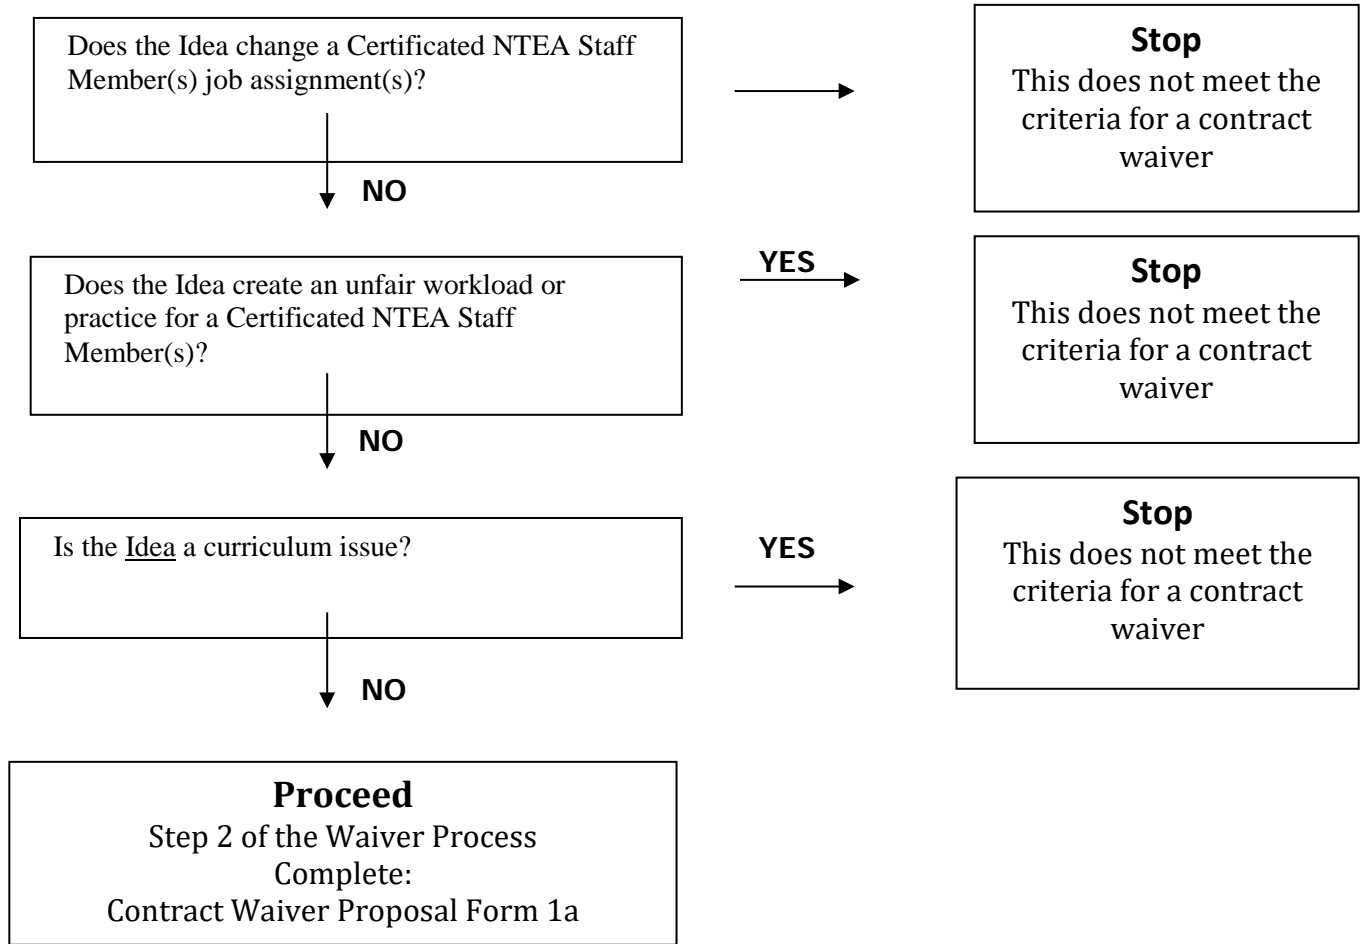 Does the Idea change a Certificated NTEA Staff
Member(s) job assignment(s)?
Stop
This does not meet the
criteria for a contract
waiver
NO
Does the Idea create an unfair workload or
practice for a Certificated NTEA Staff
Member(s)?
YES
Stop
This does not meet the
criteria for a contract
waiver
NO
Is the Idea a curriculum issue?
YES
Stop
This does not meet the
criteria for a contract
waiver
NO
Proceed
Step 2 of the Waiver Process
Complete:
Contract Waiver Proposal Form 1a